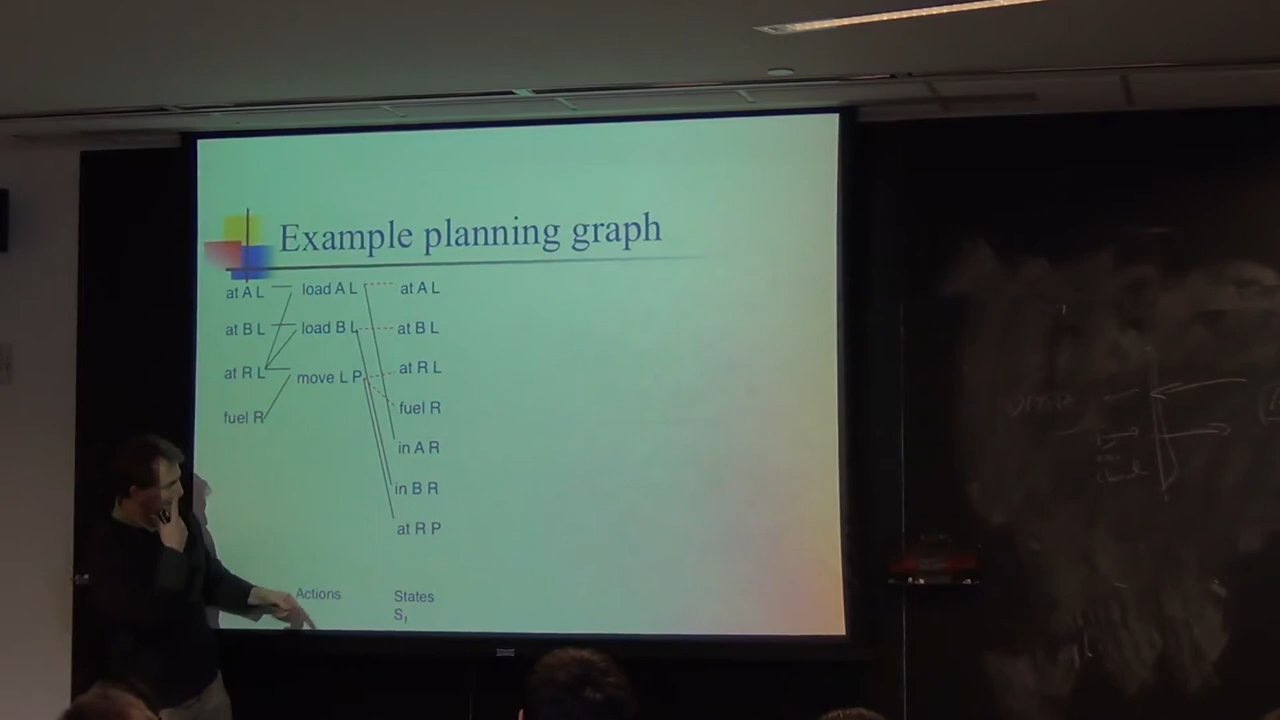 Example planning graph
at A L load A L at A L
at B L load B L at B L
at R L move L P at R L
fuel R fuel R
in A R
in B R
at R P
Actions States
S1